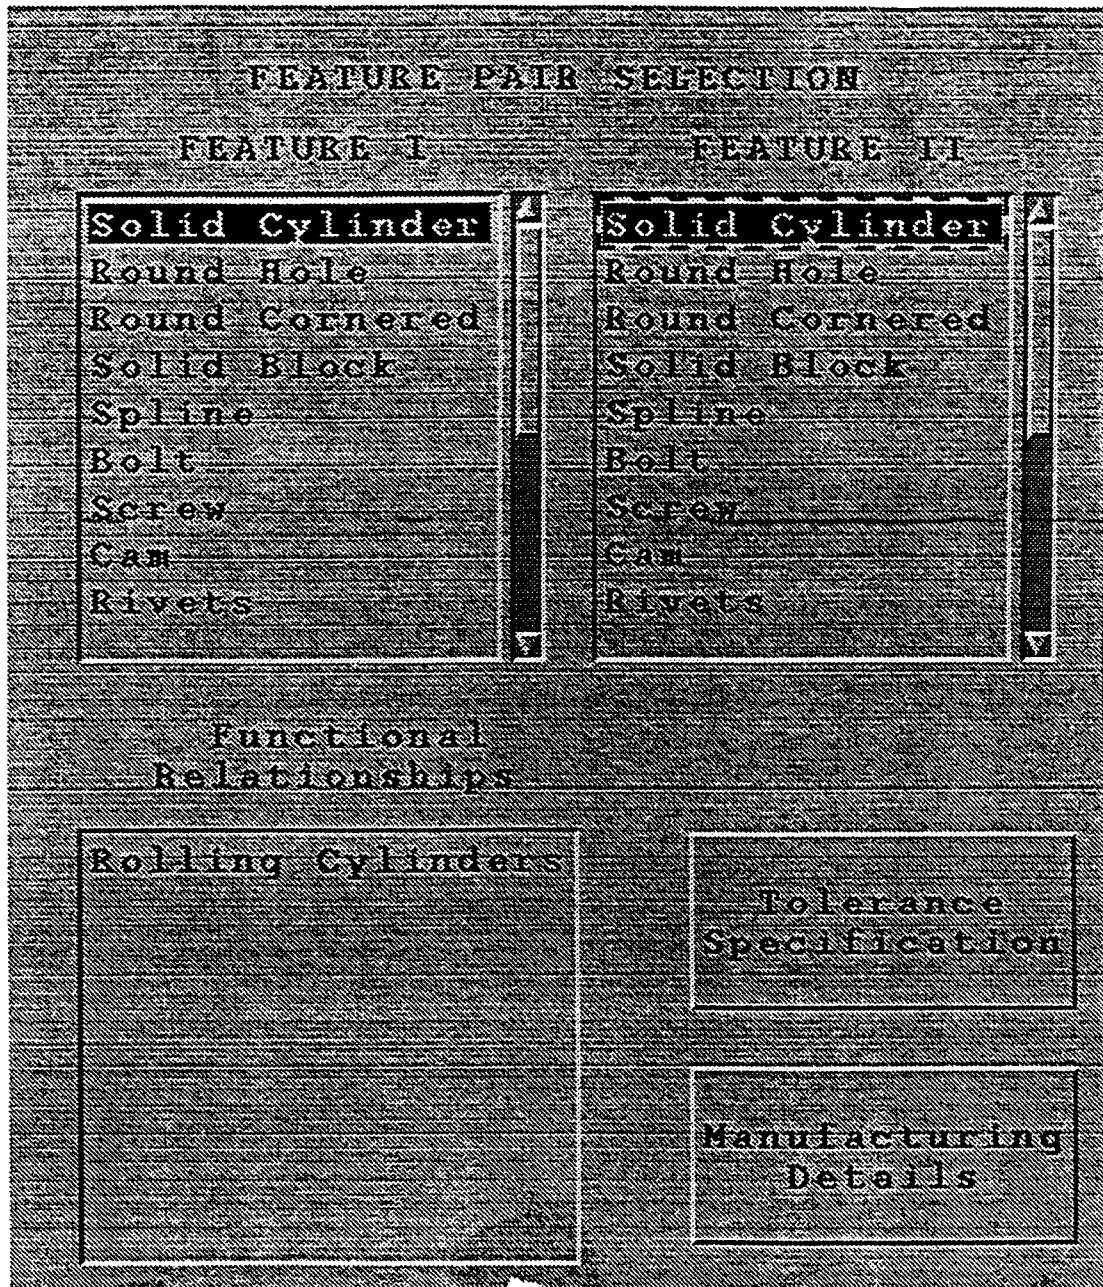 FEATURE PAIR SELECTION
FEATURE I
FEATURE II
Solid Cylinder
Round Hole
Round Cornered
Solid Block
Spline
Bolt
Screw
Cam
Rivets
Solid Cylinder
Round Hole
Round Cornered
Solid Block
Spline
Bolt
Screw
Cam
Rivets
Functional
Relationships
Rolling Cylinders
Tolerance
Specification
Manufacturing
Details